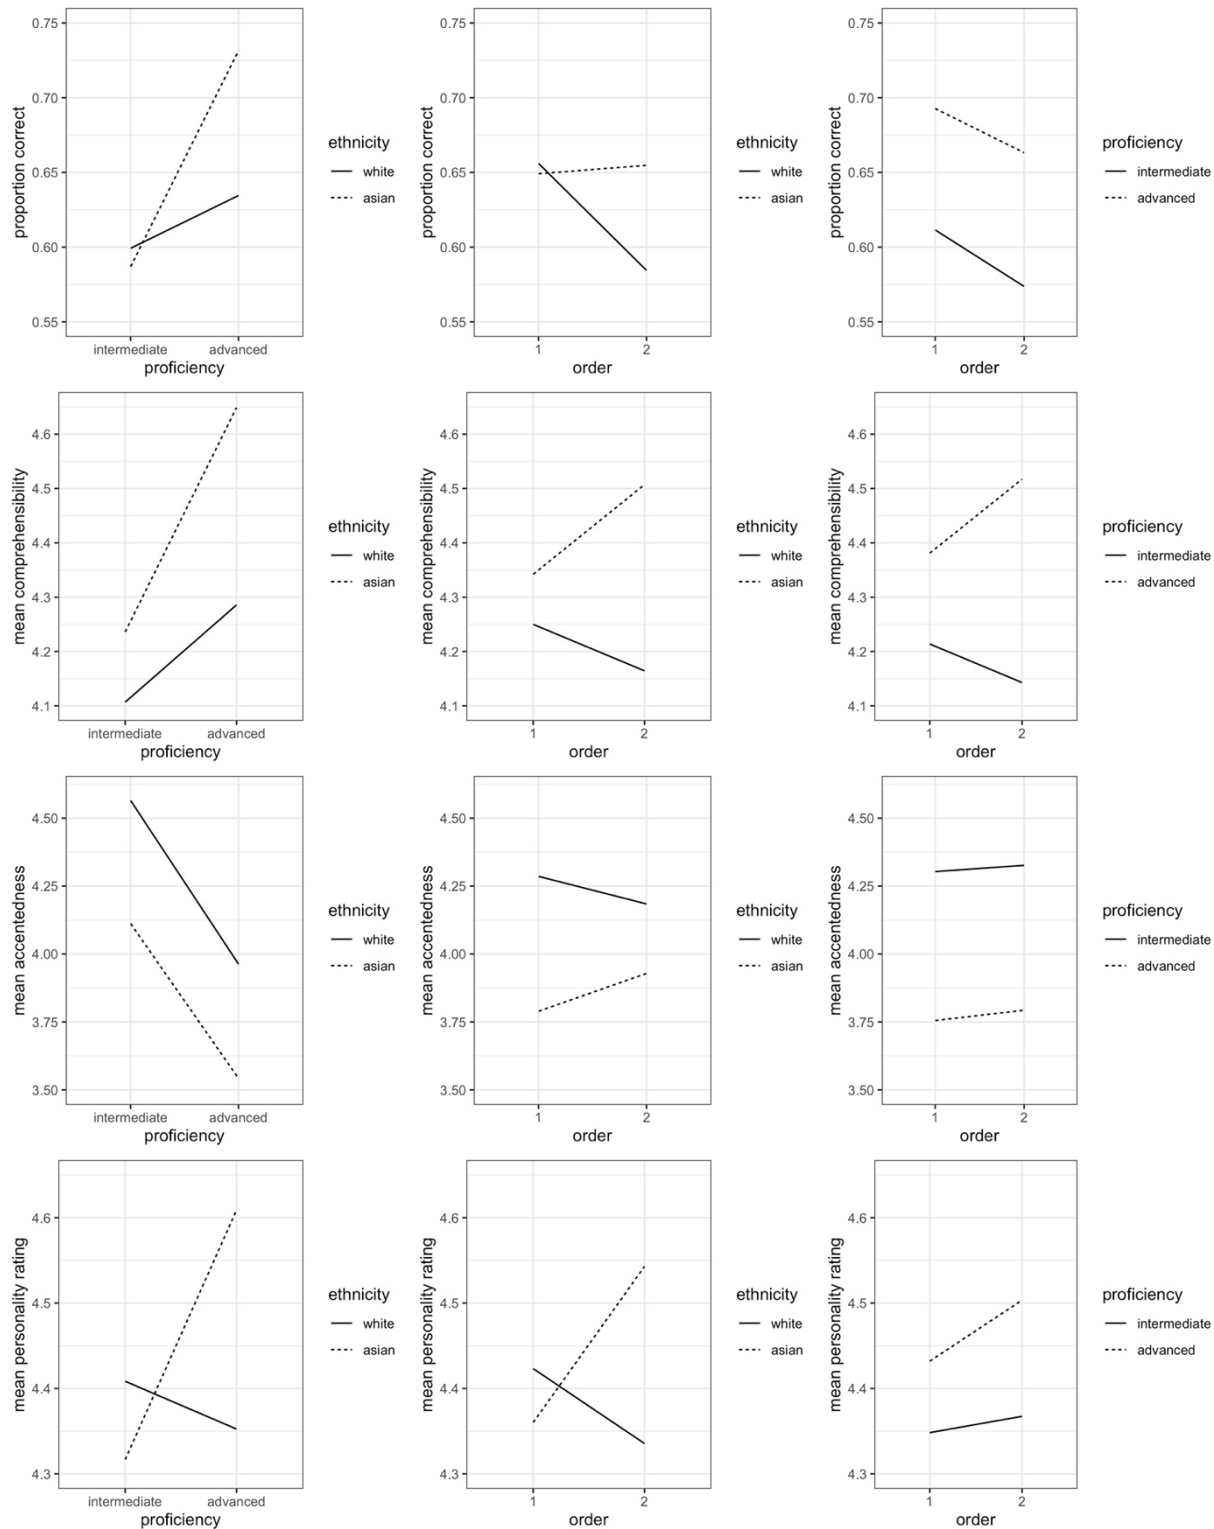 0.75
0.70
0.65
0.60
0.55
proportion correct
intermediate advanced
proficiency
ethnicity
white
asian
0.75
0.70
0.65
0.60
0.55
proportion correct
1 2
order
ethnicity
white
asian
0.75
0.70
0.65
0.60
0.55
proportion correct
1 2
order
proficiency
intermediate
advanced
4.6
4.5
4.4
4.3
4.2
4.1
mean comprehensibility
intermediate advanced
proficiency
ethnicity
white
asian
4.6
4.5
4.4
4.3
4.2
4.1
mean comprehensibility
1 2
order
ethnicity
white
asian
4.6
4.5
4.4
4.3
4.2
4.1
mean comprehensibility
1 2
order
proficiency
intermediate
advanced
4.50
4.25
4.00
3.75
3.50
mean accentedness
intermediate advanced
proficiency
ethnicity
white
asian
4.50
4.25
4.00
3.75
3.50
mean accentedness
1 2
order
ethnicity
white
asian
4.50
4.25
4.00
3.75
3.50
mean accentedness
1 2
order
proficiency
intermediate
advanced
4.6
4.5
4.4
4.3
mean personality rating
intermediate advanced
proficiency
ethnicity
white
asian
4.6
4.5
4.4
4.3
mean personality rating
1 2
order
ethnicity
white
asian
4.6
4.5
4.4
4.3
mean personality rating
1 2
order
proficiency
intermediate
advanced